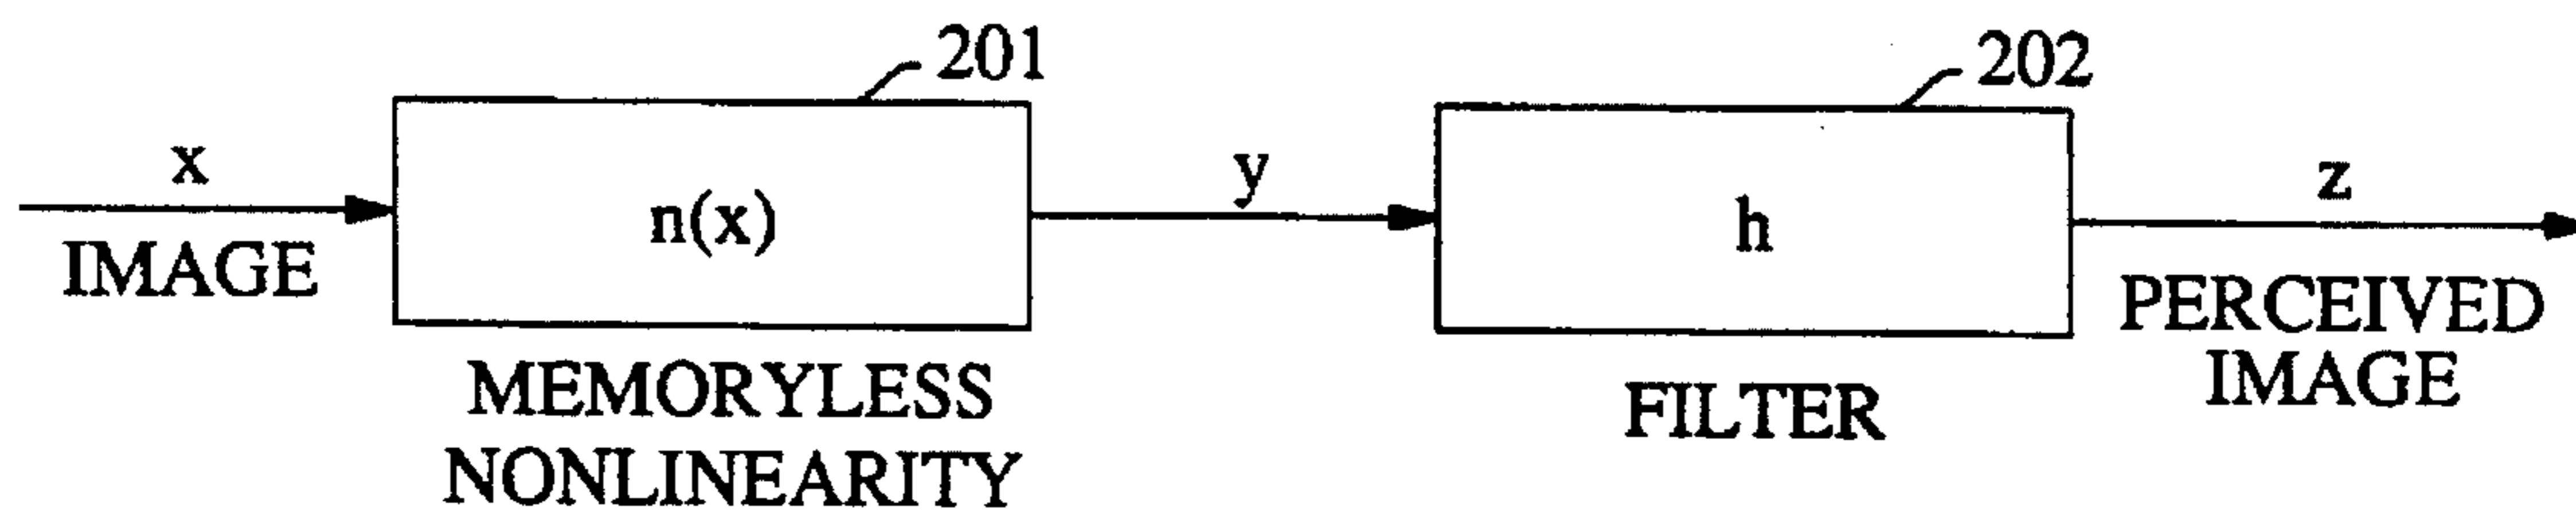 201
202
x
y
z
n(x)
h
IMAGE
PERCEIVED
IMAGE
MEMORYLESS
NONLINEARITY
FILTER